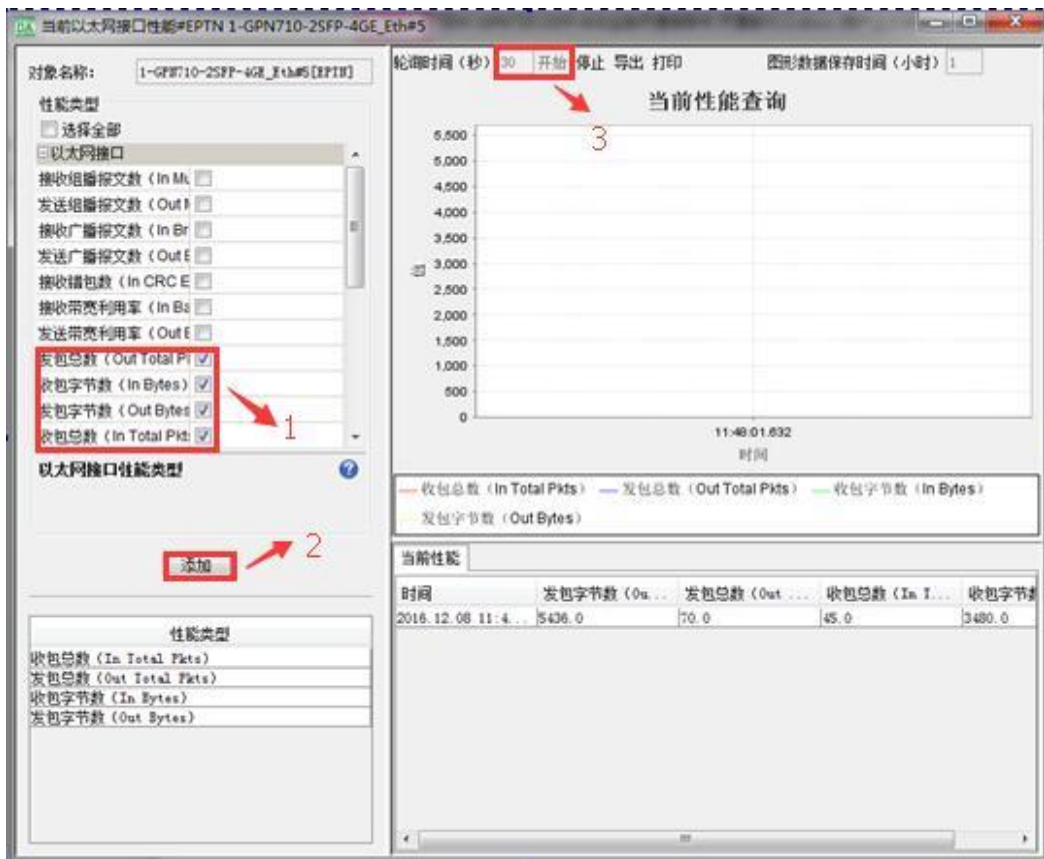 当前以太网接口性能#EPTN 1-GPN710-2SFP-4GE_Eth#5
对象名称： 1-GPN710-2SFP-4GE_Eth#5[EPTN]
性能类型
选择全部
以太网接口
接收组播报文数（In Mu
发送组播报文数（Out M
接收广播报文数（In Br
发送广播报文数（Out E
接收错包数（In CRC E
接收带宽利用率（In Ba
发送带宽利用率（Out E
发包总数（Out Total Pl
收包字节数（In Bytes）
发包字节数（Out Bytes
收包总数（In Total Pkt:
1
以太网接口性能类型
添加
2
性能类型
收包总数（In Total Pkts）
发包总数（Out Total Pkts）
收包字节数（In Bytes）
发包字节数（Out Bytes）
轮询时间（秒） 30 开始 停止 导出 打印 图形数据保存时间（小时） 1
3
当前性能查询
5,500
5,000
4,500
4,000
3,500
3,000
2,500
2,000
1,500
1,000
500
0
值
11:48:01.632
时间
收包总数（In Total Pkts） 发包总数（Out Total Pkts） 收包字节数（In Bytes）
发包字节数（Out Bytes）
当前性能
时间 发包字节数（Ou... 发包总数（Out ... 收包总数（In T... 收包字节数
2016.12.08 11:4... 5436.0 70.0 45.0 3480.0